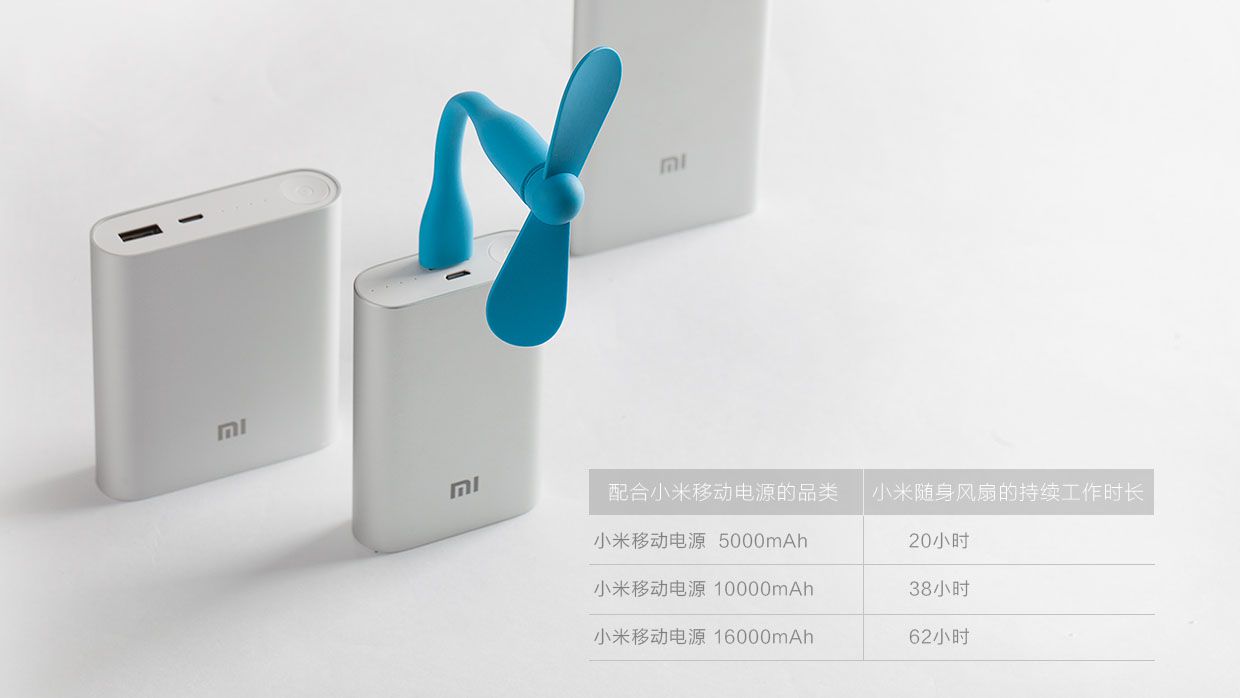 mi
mi
mi
配合小米移动电源的品类 小米随身风扇的持续工作时长
小米移动电源 5000mAh 20小时
小米移动电源 10000mAh 38小时
小米移动电源 16000mAh 62小时